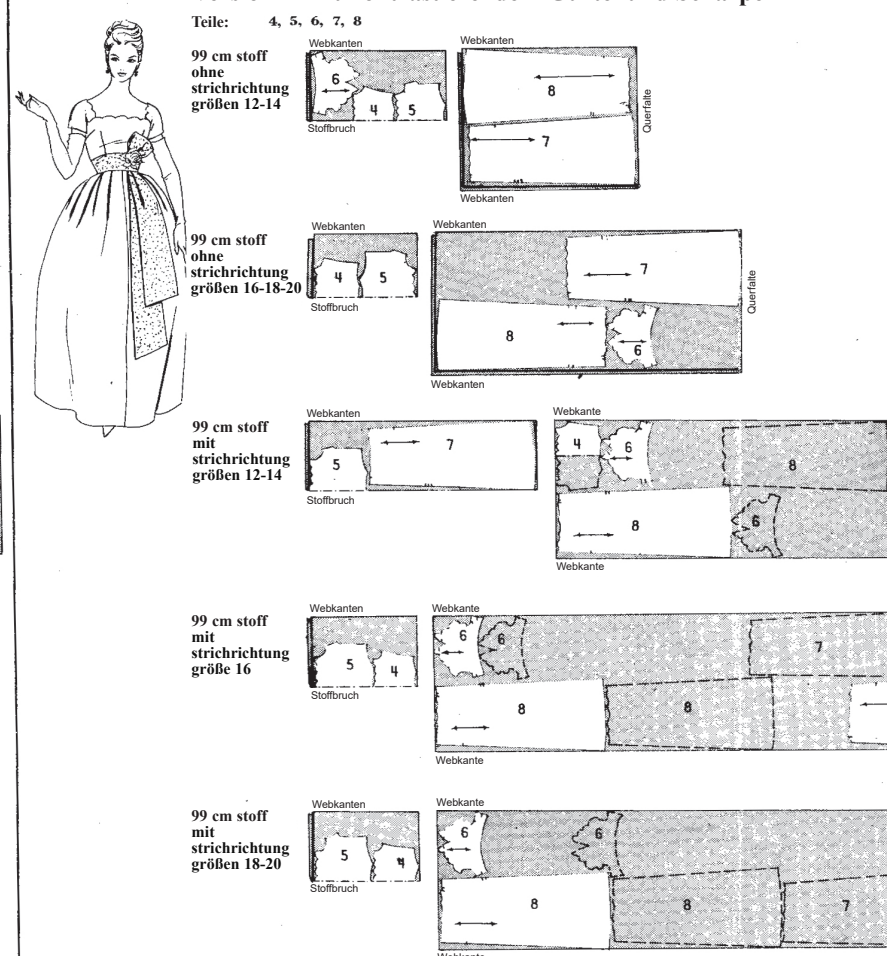 Teile: 4, 5, 6, 7, 8
99 cm stoff
ohne
strichrichtung
größen 12-14
Webkanten
6
4
5
Stoffbruch
Webkanten
8
7
Querfalte
Webkanten
99 cm stoff
ohne
strichrichtung
größen 16-18-20
Webkanten
4
5
Stoffbruch
Webkanten
7
8
6
Querfalte
Webkanten
99 cm stoff
mit
strichrichtung
größen 12-14
Webkanten
5
7
Stoffbruch
Webkante
4
6
8
8
6
Webkante
99 cm stoff
mit
strichrichtung
größe 16
Webkanten
5
4
Stoffbruch
Webkante
6
6
7
8
8
Webkante
99 cm stoff
mit
strichrichtung
größen 18-20
Webkanten
5
4
Stoffbruch
Webkante
6
6
8
8
7
Webkante